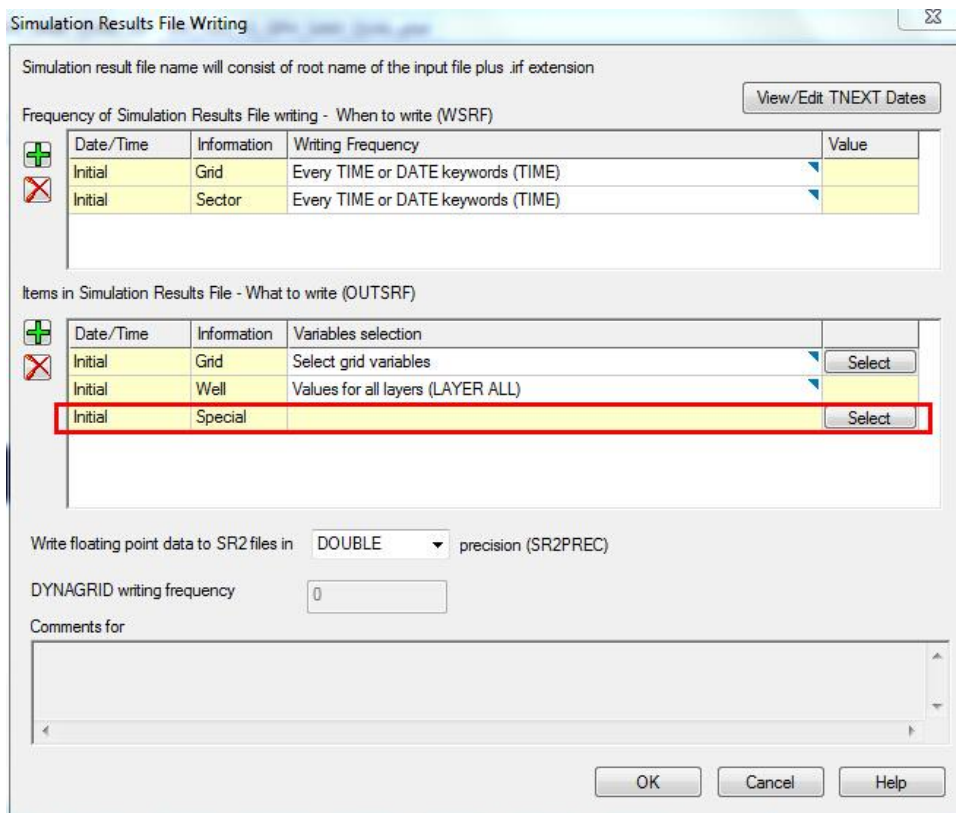 Simulation Results File Writing
Simulation result file name will consist of root name of the input file plus .irf extension
View/Edit TNEXT Dates
Frequency of Simulation Results File writing - When to write (WSRF)
Date/Time Information Writing Frequency Value
Initial Grid Every TIME or DATE keywords (TIME)
Initial Sector Every TIME or DATE keywords (TIME)
Items in Simulation Results File - What to write (OUTSRF)
Date/Time Information Variables selection
Initial Grid Select grid variables Select
Initial Well Values for all layers (LAYER ALL)
Initial Special Select
Write floating point data to SR2 files in DOUBLE precision (SR2PREC)
DYNAGRID writing frequency 0
Comments for
OK Cancel Help